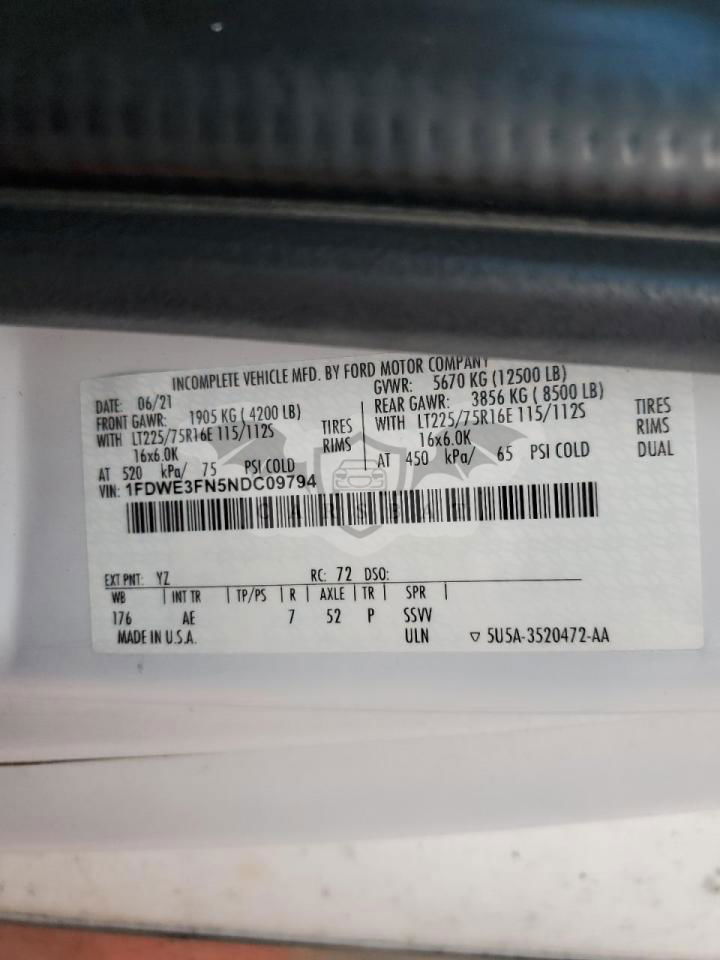 INCOMPLETE VEHICLE MFD. BY FORD MOTOR COMPANY
DATE: 06/21 GVWR: 5670 KG (12500 LB)
FRONT GAWR: 1905 KG ( 4200 LB) REAR GAWR: 3856 KG ( 8500 LB)
WITH LT225/75R16E 115/112S TIRES WITH LT225/75R16E 115/112S TIRES
16x6.0K RIMS 16x6.0K RIMS
AT 520 kPa/ 75 PSI COLD AT 450 kPa/ 65 PSI COLD DUAL
VIN: 1FDWE3FN5NDC09794
EXT PNT: YZ RC: 72 DSO:
WB | INT TR | TP/PS | R | AXLE | TR | SPR |
176 AE 7 52 P SSVV
MADE IN U.S.A. ULN ▽ 5U5A-3520472-AA